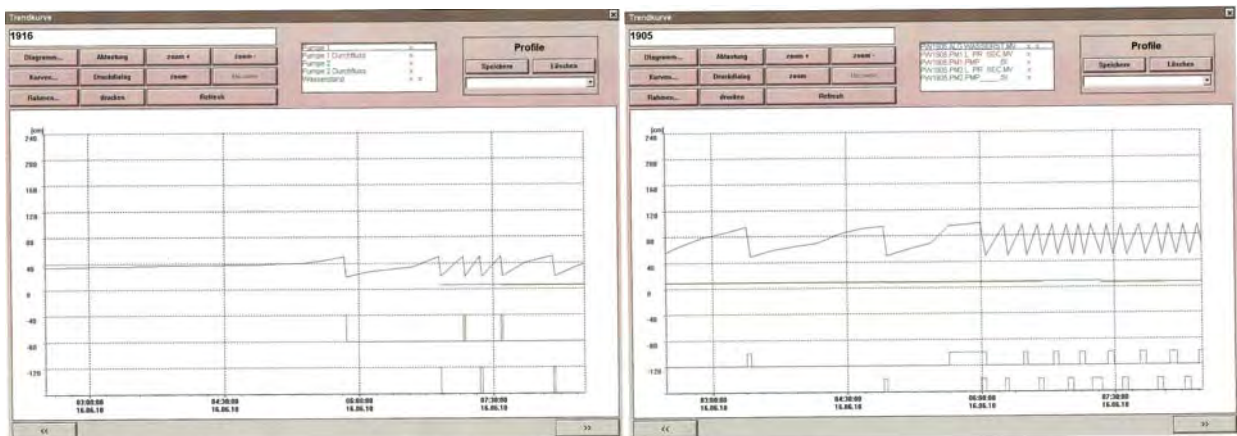 Trendkurve
1916
Diagramm... Abtastung zoom + zoom -
Kurven... Druckdialog zoom
Rahmen... drucken Refresh
Pumpe 1 x
Pumpe 1 Durchfluss x
Pumpe 2 x
Pumpe 2 Durchfluss x
Wasserstand x x
Profile
Speichern Löschen
[cm]
240
200
160
120
80
40
0
-40
-80
-120
03:00:00 04:30:00 06:00:00 07:30:00
16.06.10 16.06.10 16.06.10 16.06.10
<< >>
Trendkurve
1905
Diagramm... Abtastung zoom + zoom -
Kurven... Druckdialog zoom
Rahmen... drucken Refresh
Profile
Speichern Löschen
[cm]
240
200
160
120
80
40
0
-40
-80
-120
03:00:00 04:30:00 06:00:00 07:30:00
16.06.10 16.06.10 16.06.10 16.06.10
<< >>